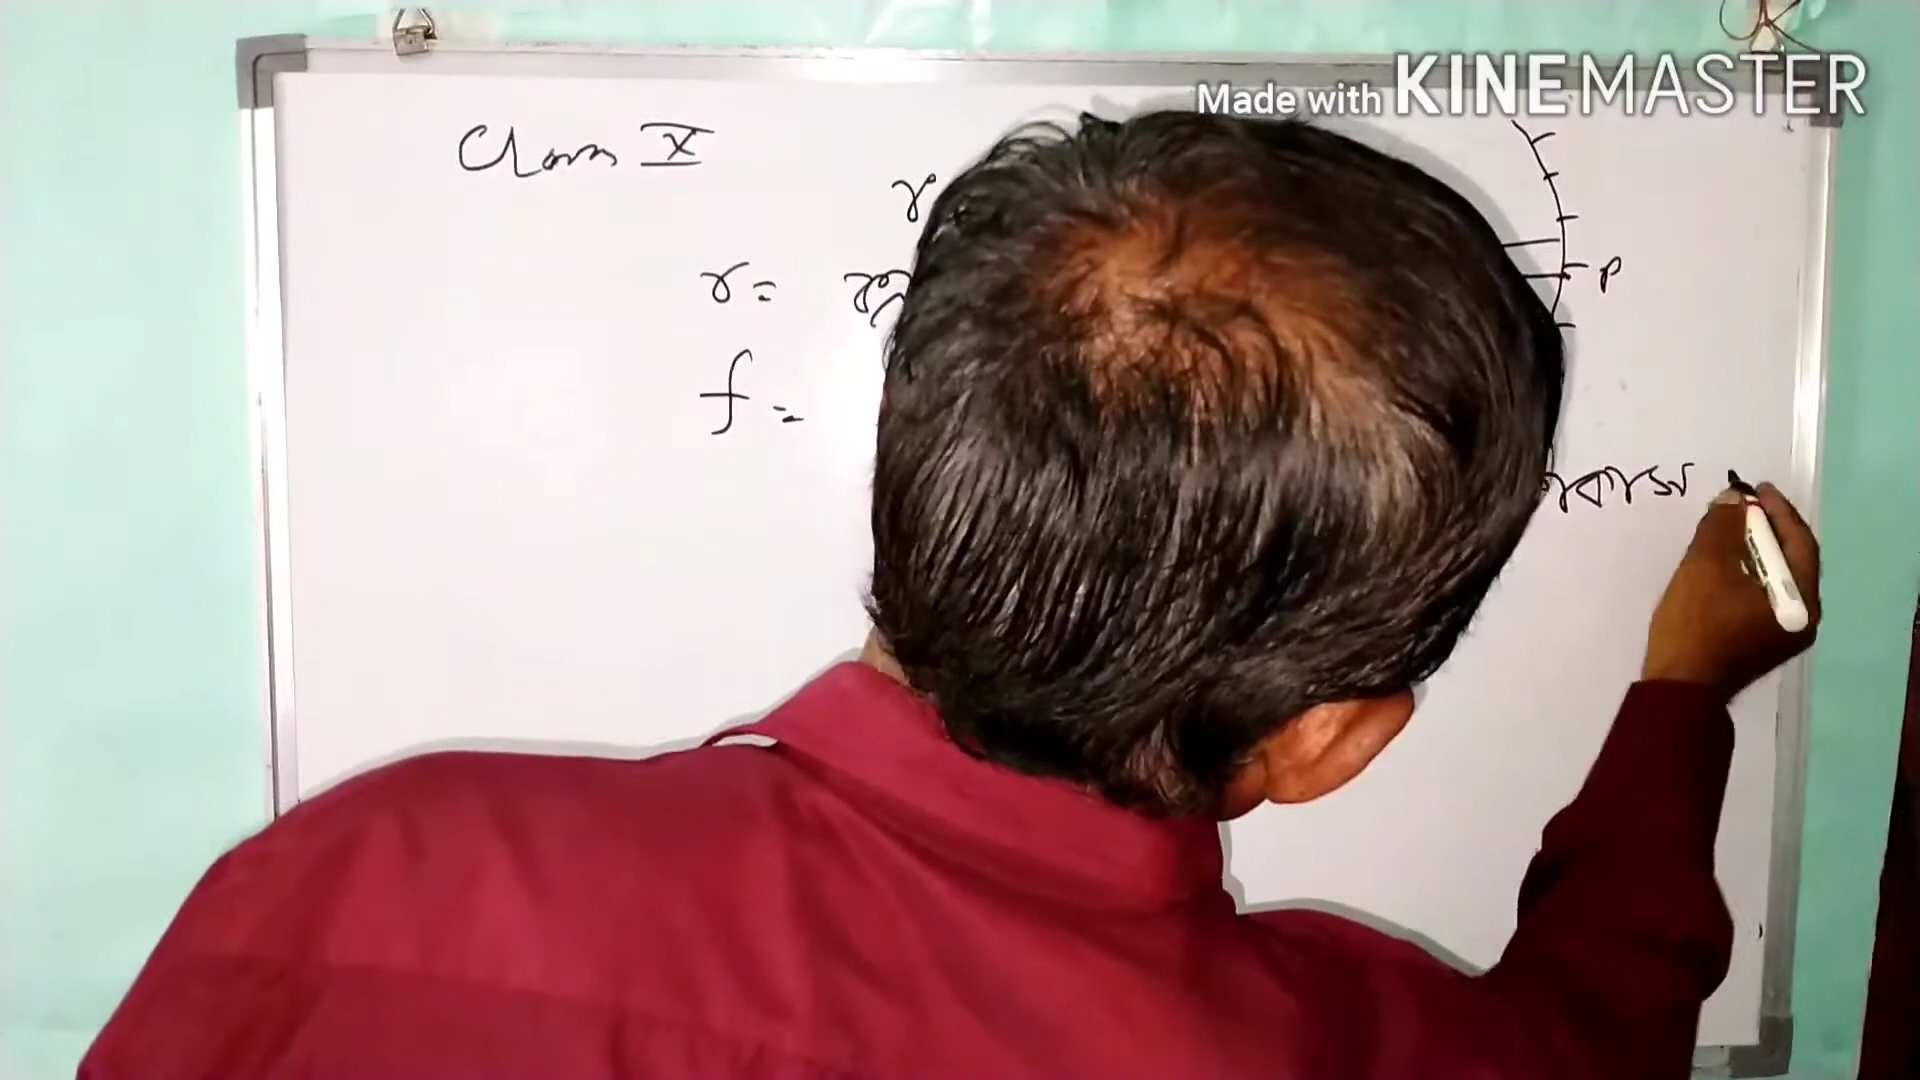 Made with KINEMASTER
Class X
r
r =
P
f =